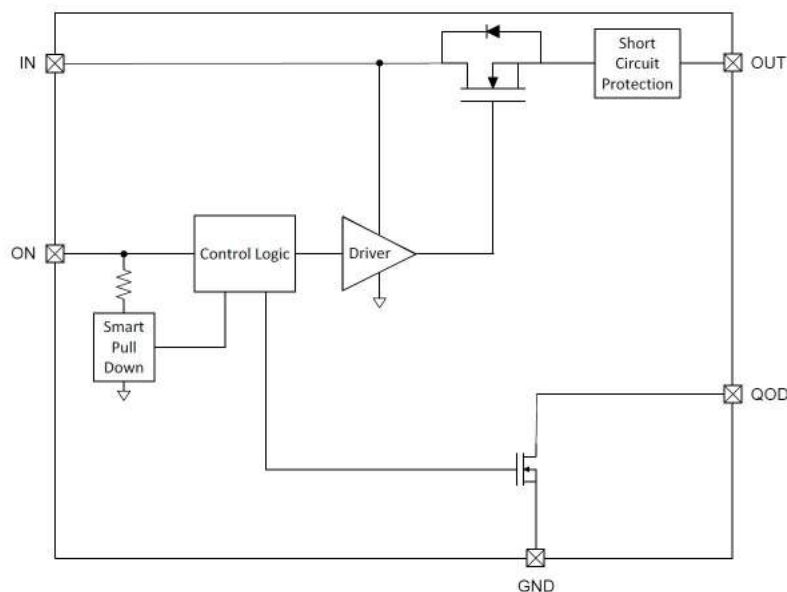 IN
Short
Circuit
Protection
OUT
ON
Control Logic
Driver
Smart
Pull
Down
QOD
GND